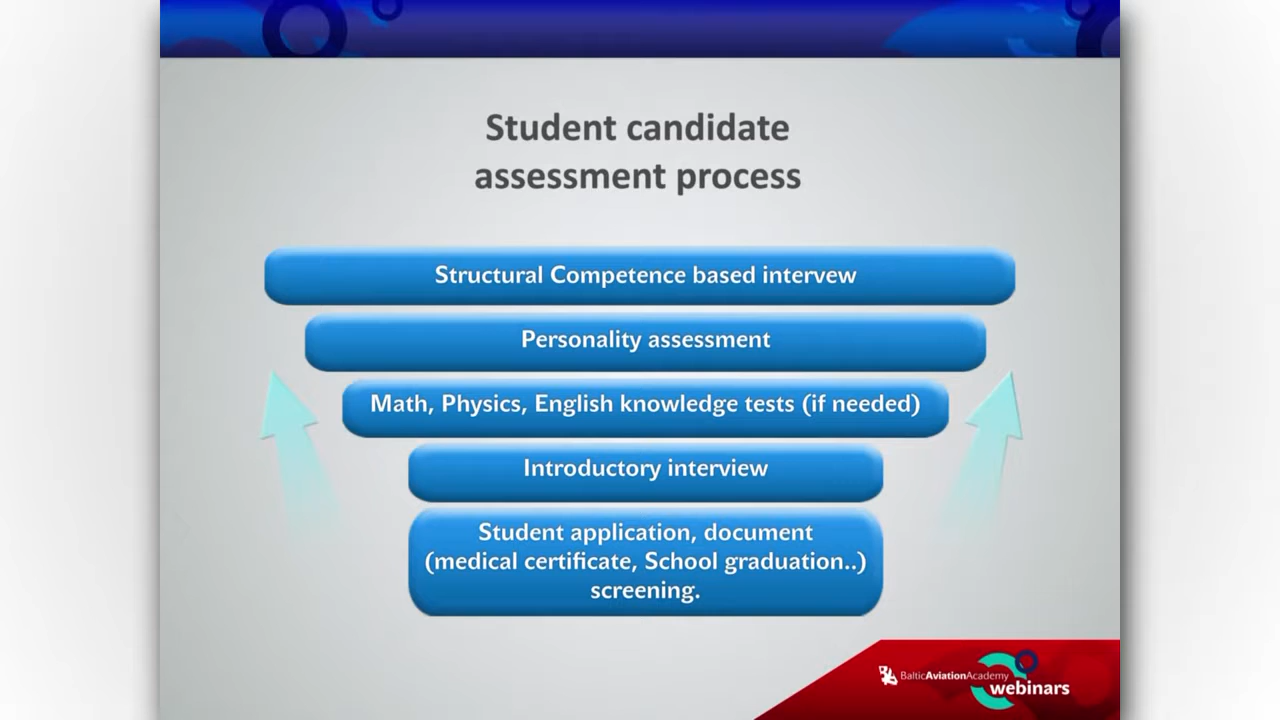 Student candidate
assessment process
Structural Competence based intervew
Personality assessment
Math, Physics, English knowledge tests (if needed)
Introductory interview
Student application, document
(medical certificate, School graduation..)
screening.
BalticAviationAcademy
webinars